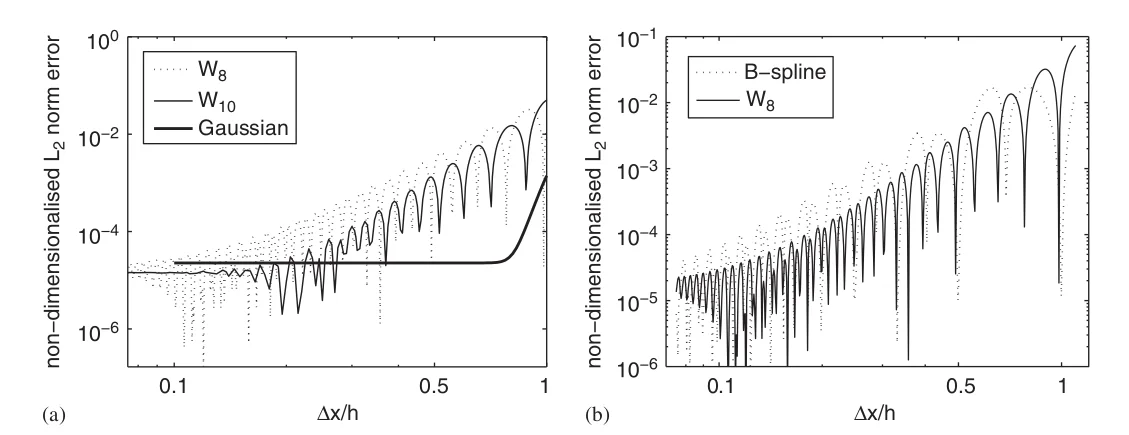 non−dimensionalised L₂ norm error
10⁰
10⁻²
10⁻⁴
10⁻⁶
W₈
W₁₀
Gaussian
0.1
0.5
1
(a)
Δx/h
non−dimensionalised L₂ norm error
10⁻¹
10⁻²
10⁻³
10⁻⁴
10⁻⁵
10⁻⁶
B−spline
W₈
0.1
0.5
1
(b)
Δx/h